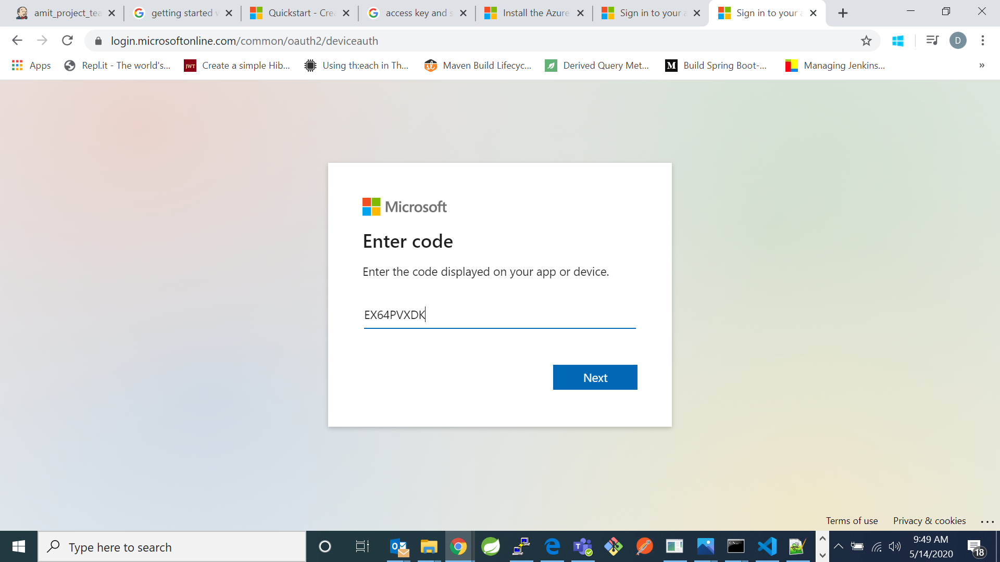 amit_project_tea
getting started w
Quickstart - Crea
access key and s
Install the Azure
Sign in to your a
Sign in to your a
login.microsoftonline.com/common/oauth2/deviceauth
D
Apps
Repl.it - The world's...
JWT
Create a simple Hib...
Using th:each in Th...
Maven Build Lifecyc...
Derived Query Met...
M
Build Spring Boot-...
Managing Jenkins...
»
Microsoft
Enter code
Enter the code displayed on your app or device.
EX64PVXDK
Next
Terms of use
Privacy & cookies
...
Type here to search
9:49 AM
5/14/2020
18